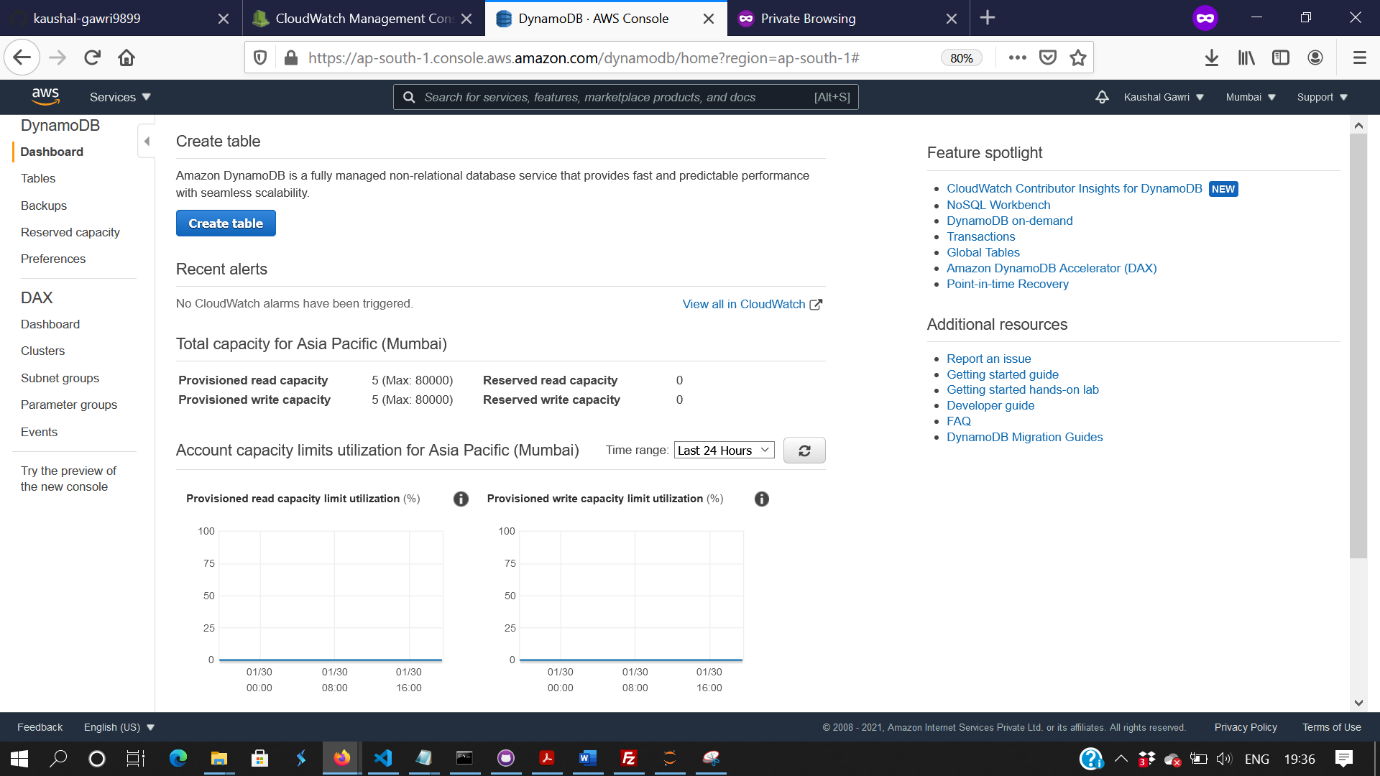 kaushal-gawri9899
CloudWatch Management Con
DynamoDB · AWS Console
Private Browsing
https://ap-south-1.console.aws.amazon.com/dynamodb/home?region=ap-south-1#
80%
aws
Services
Search for services, features, marketplace products, and docs
[Alt+S]
Kaushal Gawri
Mumbai
Support
DynamoDB
Dashboard
Tables
Backups
Reserved capacity
Preferences
DAX
Dashboard
Clusters
Subnet groups
Parameter groups
Events
Try the preview of
the new console
Create table
Amazon DynamoDB is a fully managed non-relational database service that provides fast and predictable performance
with seamless scalability.
Create table
Recent alerts
No CloudWatch alarms have been triggered.
View all in CloudWatch
Total capacity for Asia Pacific (Mumbai)
Provisioned read capacity 5 (Max: 80000) Reserved read capacity 0
Provisioned write capacity 5 (Max: 80000) Reserved write capacity 0
Account capacity limits utilization for Asia Pacific (Mumbai)
Time range: Last 24 Hours
Provisioned read capacity limit utilization (%)
100
75
50
25
0
01/30 01/30 01/30
00:00 08:00 16:00
Provisioned write capacity limit utilization (%)
100
75
50
25
0
01/30 01/30 01/30
00:00 08:00 16:00
Feature spotlight
CloudWatch Contributor Insights for DynamoDB NEW
NoSQL Workbench
DynamoDB on-demand
Transactions
Global Tables
Amazon DynamoDB Accelerator (DAX)
Point-in-time Recovery
Additional resources
Report an issue
Getting started guide
Getting started hands-on lab
Developer guide
FAQ
DynamoDB Migration Guides
Feedback
English (US)
© 2008 - 2021, Amazon Internet Services Private Ltd. or its affiliates. All rights reserved.
Privacy Policy
Terms of Use
3
ENG
19:36